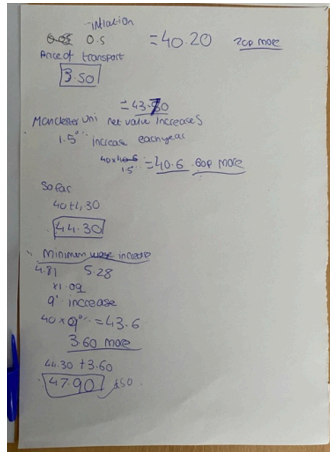 inflation
0.5 = 40.20 20p more
Price of transport
3.50
= 43.70
Manchester Uni net value increases
1.5% increase each year
40 x
1.5 = 40.6 60p more
So far
40 + 4.30
44.30
Minimum wage increase
4.81 5.28
x1.09
9% increase
40 x 9% = 43.6
3.60 more
44.30 + 3.60
47.90